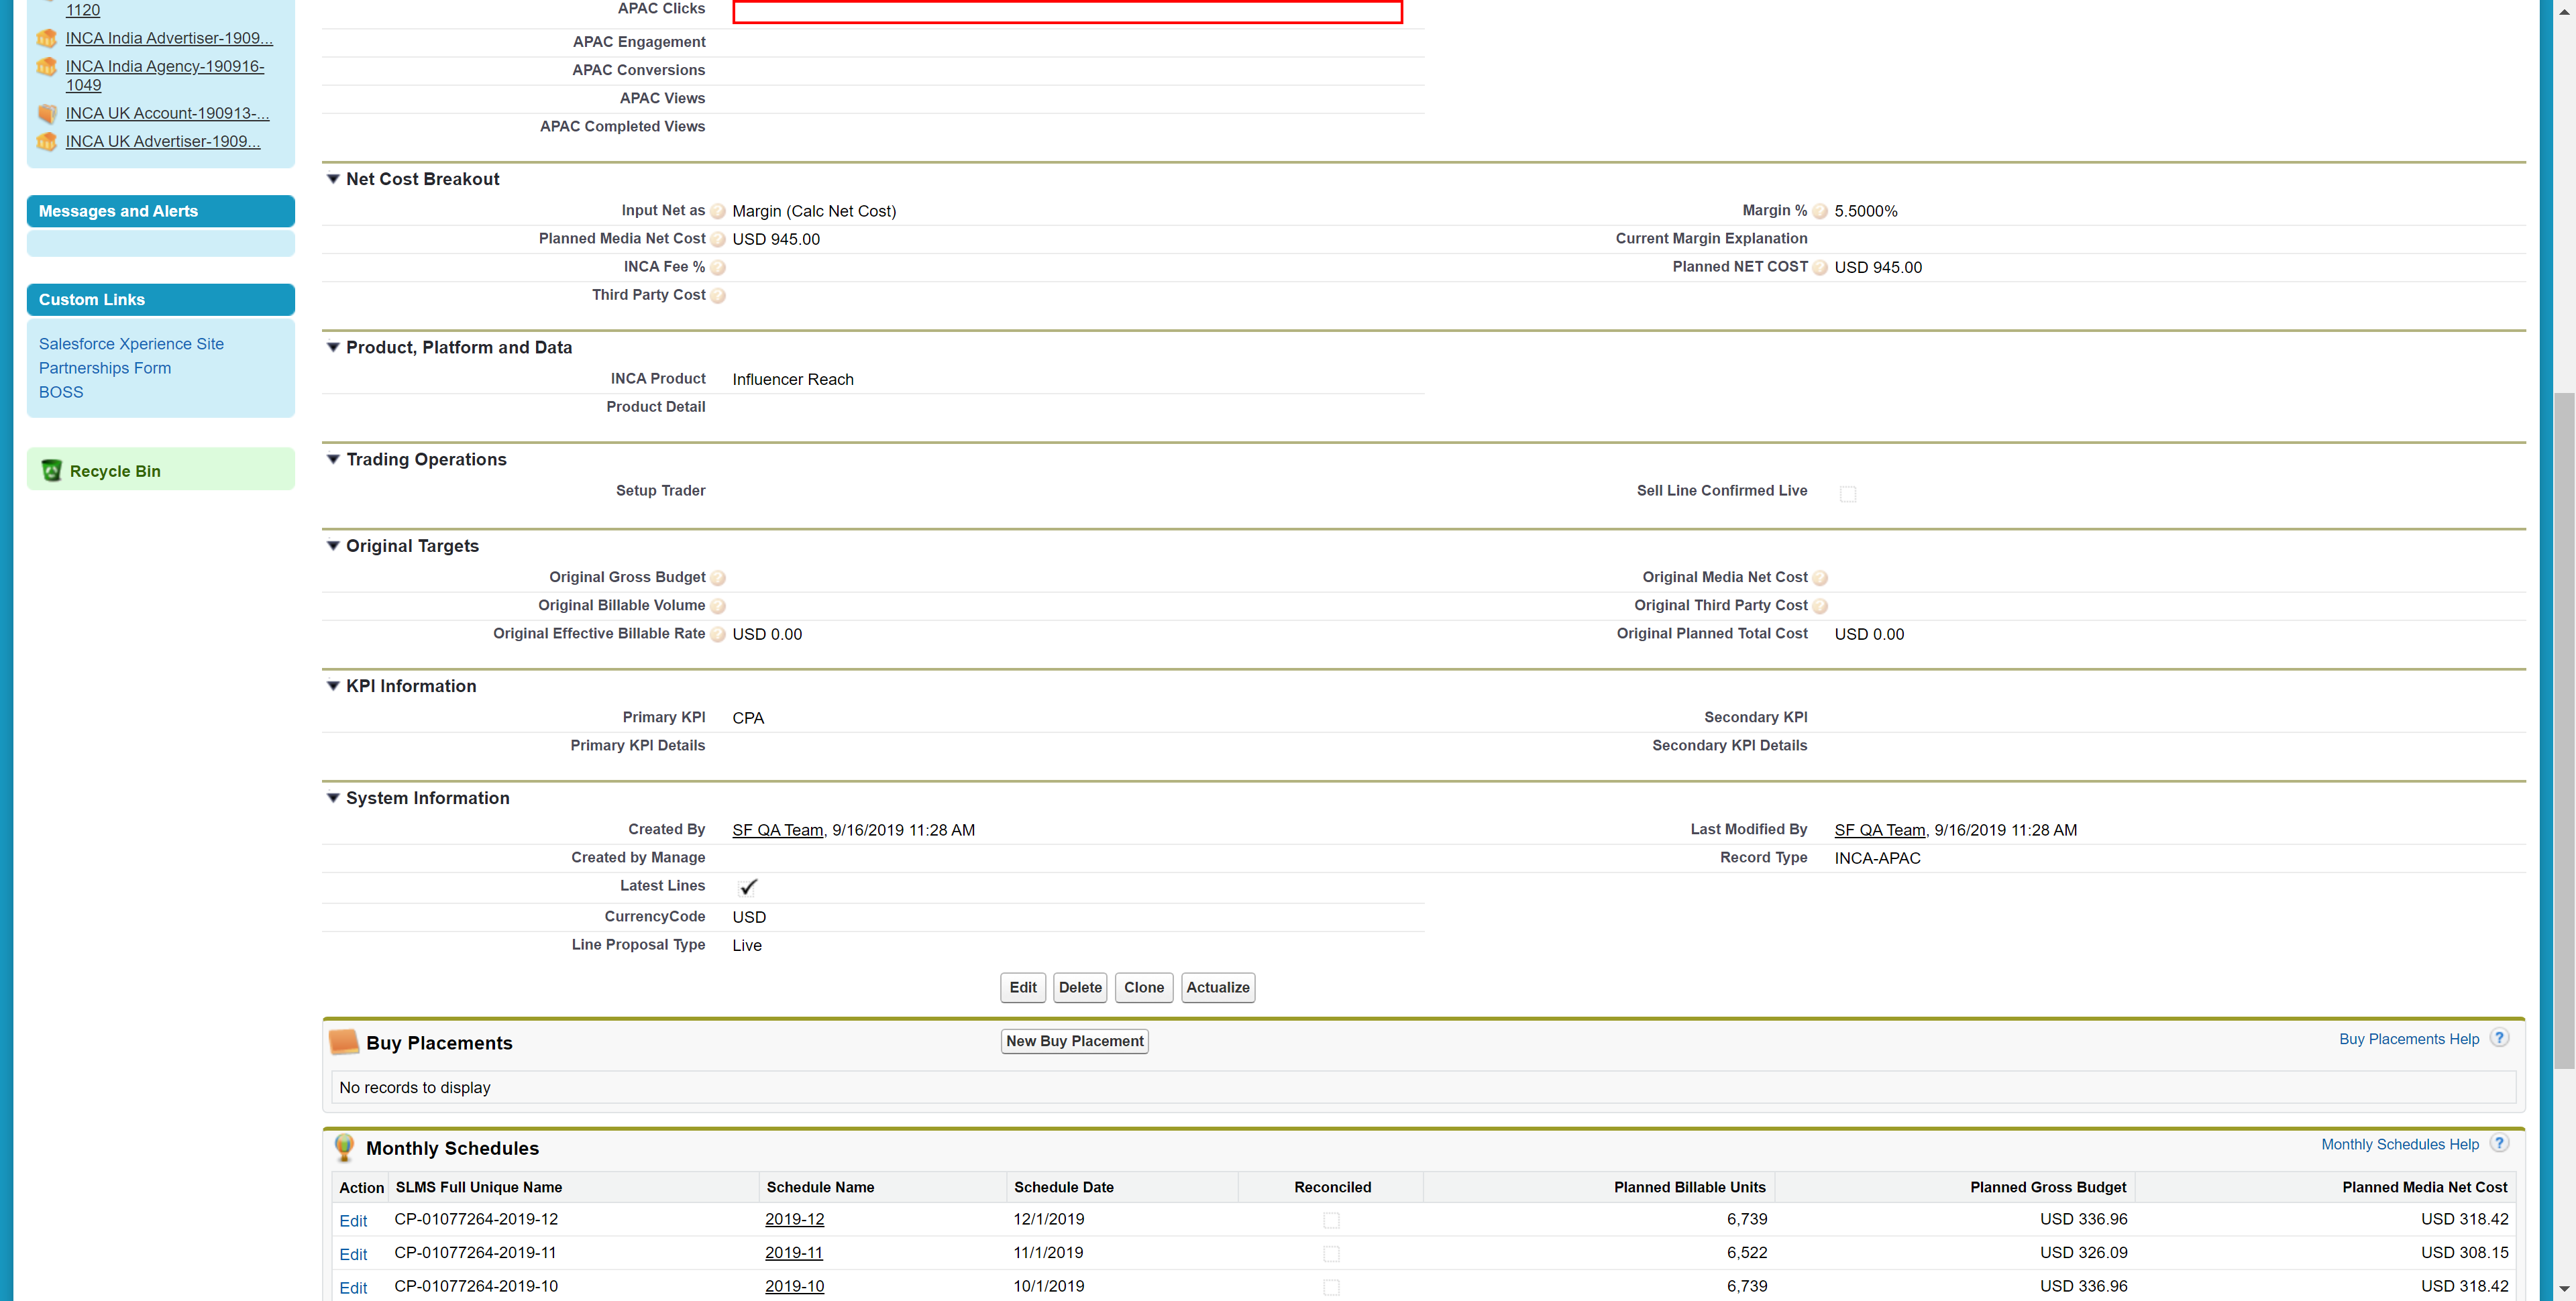 1120
INCA India Advertiser-1909...
INCA India Agency-190916-
1049
INCA UK Account-190913-...
INCA UK Advertiser-1909...
Messages and Alerts
Custom Links
Salesforce Xperience Site
Partnerships Form
BOSS
Recycle Bin
APAC Clicks
APAC Engagement
APAC Conversions
APAC Views
APAC Completed Views
Net Cost Breakout
Input Net as ? Margin (Calc Net Cost) Margin % ? 5.5000%
Planned Media Net Cost ? USD 945.00 Current Margin Explanation
INCA Fee % ? Planned NET COST ? USD 945.00
Third Party Cost ?
Product, Platform and Data
INCA Product Influencer Reach
Product Detail
Trading Operations
Setup Trader Sell Line Confirmed Live
Original Targets
Original Gross Budget ? Original Media Net Cost ?
Original Billable Volume ? Original Third Party Cost ?
Original Effective Billable Rate ? USD 0.00 Original Planned Total Cost USD 0.00
KPI Information
Primary KPI CPA Secondary KPI
Primary KPI Details Secondary KPI Details
System Information
Created By SF QA Team, 9/16/2019 11:28 AM Last Modified By SF QA Team, 9/16/2019 11:28 AM
Created by Manage Record Type INCA-APAC
Latest Lines
CurrencyCode USD
Line Proposal Type Live
Edit Delete Clone Actualize
Buy Placements New Buy Placement Buy Placements Help ?
No records to display
Monthly Schedules Monthly Schedules Help ?
Action SLMS Full Unique Name Schedule Name Schedule Date Reconciled Planned Billable Units Planned Gross Budget Planned Media Net Cost
Edit CP-01077264-2019-12 2019-12 12/1/2019 6,739 USD 336.96 USD 318.42
Edit CP-01077264-2019-11 2019-11 11/1/2019 6,522 USD 326.09 USD 308.15
Edit CP-01077264-2019-10 2019-10 10/1/2019 6,739 USD 336.96 USD 318.42